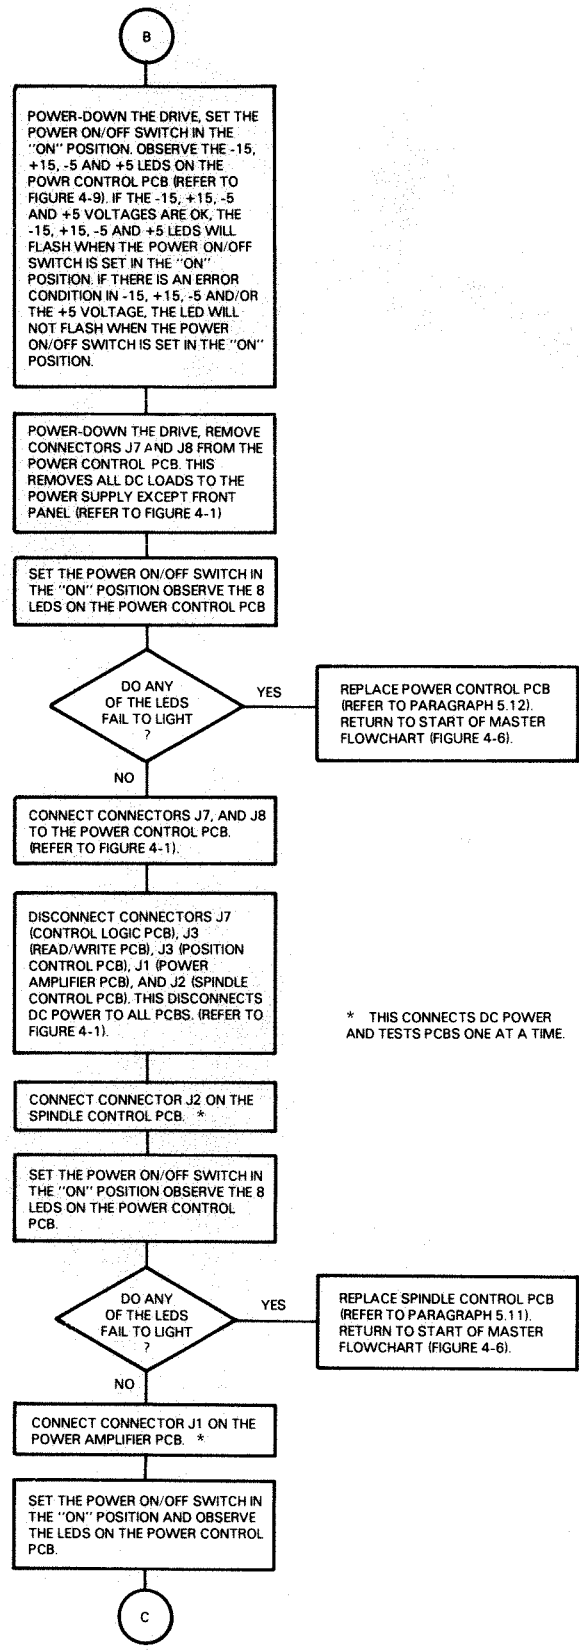 B
POWER-DOWN THE DRIVE, SET THE
POWER ON/OFF SWITCH IN THE
"ON" POSITION. OBSERVE THE -15,
+15, -5 AND +5 LEDS ON THE
POWR CONTROL PCB (REFER TO
FIGURE 4-9). IF THE -15, +15, -5
AND +5 VOLTAGES ARE OK, THE
-15, +15, -5 AND +5 LEDS WILL
FLASH WHEN THE POWER ON/OFF
SWITCH IS SET IN THE "ON"
POSITION. IF THERE IS AN ERROR
CONDITION IN -15, +15, -5 AND/OR
THE +5 VOLTAGE, THE LED WILL
NOT FLASH WHEN THE POWER
ON/OFF SWITCH IS SET IN THE "ON"
POSITION.
POWER-DOWN THE DRIVE, REMOVE
CONNECTORS J7 AND J8 FROM THE
POWER CONTROL PCB. THIS
REMOVES ALL DC LOADS TO THE
POWER SUPPLY EXCEPT FRONT
PANEL (REFER TO FIGURE 4-1)
SET THE POWER ON/OFF SWITCH IN
THE "ON" POSITION OBSERVE THE 8
LEDS ON THE POWER CONTROL PCB
DO ANY
OF THE LEDS
FAIL TO LIGHT
?
YES
REPLACE POWER CONTROL PCB
(REFER TO PARAGRAPH 5.12).
RETURN TO START OF MASTER
FLOWCHART (FIGURE 4-6).
NO
CONNECT CONNECTORS J7, AND J8
TO THE POWER CONTROL PCB.
(REFER TO FIGURE 4-1).
DISCONNECT CONNECTORS J7
(CONTROL LOGIC PCB), J3
(READ/WRITE PCB), J3 (POSITION
CONTROL PCB), J1 (POWER
AMPLIFIER PCB), AND J2 (SPINDLE
CONTROL PCB). THIS DISCONNECTS
DC POWER TO ALL PCBS. (REFER TO
FIGURE 4-1).
* THIS CONNECTS DC POWER
AND TESTS PCBS ONE AT A TIME.
CONNECT CONNECTOR J2 ON THE
SPINDLE CONTROL PCB. *
SET THE POWER ON/OFF SWITCH IN
THE "ON" POSITION OBSERVE THE 8
LEDS ON THE POWER CONTROL
PCB.
DO ANY
OF THE LEDS
FAIL TO LIGHT
?
YES
REPLACE SPINDLE CONTROL PCB
(REFER TO PARAGRAPH 5.11).
RETURN TO START OF MASTER
FLOWCHART (FIGURE 4-6).
NO
CONNECT CONNECTOR J1 ON THE
POWER AMPLIFIER PCB. *
SET THE POWER ON/OFF SWITCH IN
THE "ON" POSITION AND OBSERVE
THE LEDS ON THE POWER CONTROL
PCB.
C